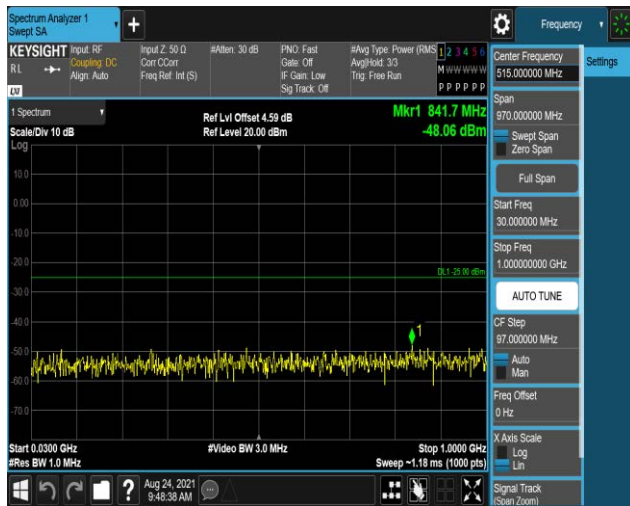 Spectrum Analyzer 1
Swept SA
+
Frequency
KEYSIGHT
RL
LXI
Input: RF
Coupling: DC
Align: Auto
Input Z: 50 Ω
Corr CCorr
Freq Ref: Int (S)
#Atten: 30 dB
PNO: Fast
Gate: Off
IF Gain: Low
Sig Track: Off
#Avg Type: Power (RMS
Avg|Hold: 3/3
Trig: Free Run
1 2 3 4 5 6
M W W W W W
P P P P P P
1 Spectrum
Scale/Div 10 dB
Log
Ref Lvl Offset 4.59 dB
Ref Level 20.00 dBm
Mkr1 841.7 MHz
-48.06 dBm
10.0
0.00
-10.0
-20.0
DL1 -25.00 dBm
-30.0
-40.0
1
-50.0
-60.0
-70.0
Start 0.0300 GHz
#Video BW 3.0 MHz
Stop 1.0000 GHz
#Res BW 1.0 MHz
Sweep ~1.18 ms (1000 pts)
?
Aug 24, 2021
9:48:38 AM
Center Frequency
515.000000 MHz
Settings
Span
970.000000 MHz
Swept Span
Zero Span
Full Span
Start Freq
30.000000 MHz
Stop Freq
1.000000000 GHz
AUTO TUNE
CF Step
97.000000 MHz
Auto
Man
Freq Offset
0 Hz
X Axis Scale
Log
Lin
Signal Track
(Span Zoom)